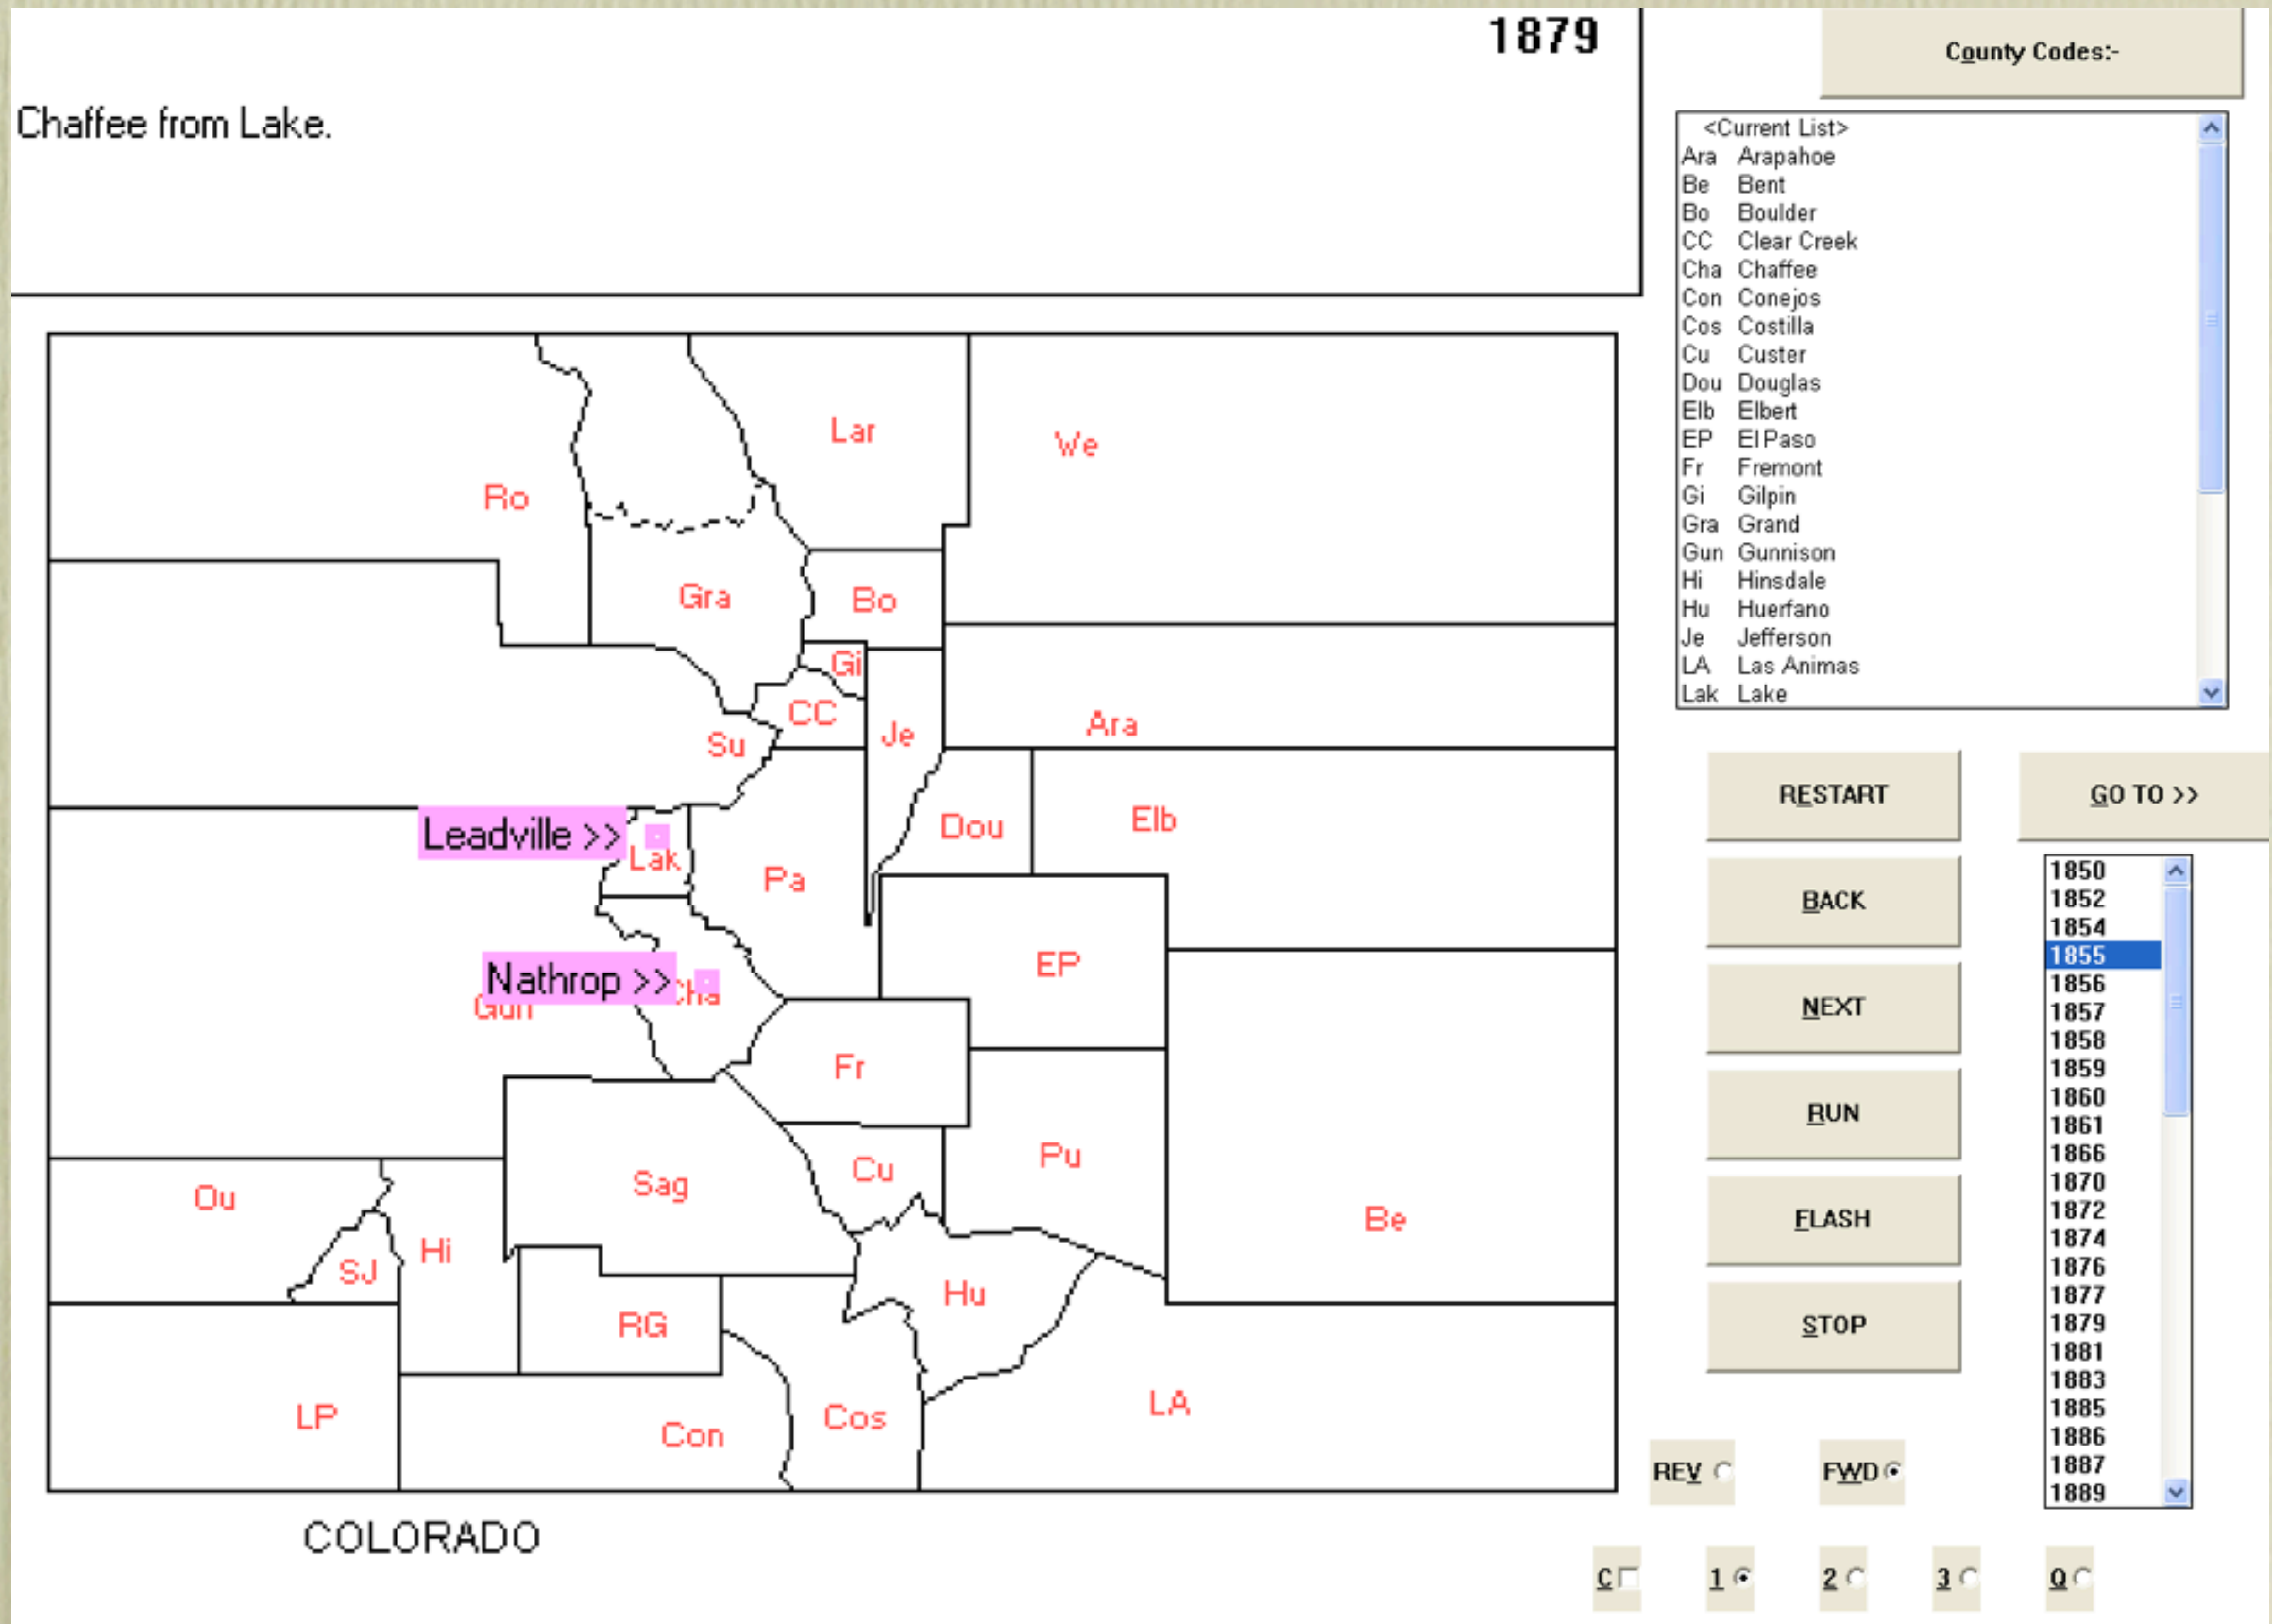 1879
Chaffee from Lake.
County Codes:-
<Current List>
Ara Arapahoe
Be Bent
Bo Boulder
CC Clear Creek
Cha Chaffee
Con Conejos
Cos Costilla
Cu Custer
Dou Douglas
Elb Elbert
EP El Paso
Fr Fremont
Gi Gilpin
Gra Grand
Gun Gunnison
Hi Hinsdale
Hu Huerfano
Je Jefferson
LA Las Animas
Lak Lake
Lar
We
Ro
Gra
Bo
Gi
CC
Je
Ara
Su
Leadville >>
Lak
Pa
Dou
Elb
Nathrop >>
Cha
Gun
EP
Fr
Ou
Sag
Cu
Pu
Be
SJ
Hi
RG
Hu
LP
Con
Cos
LA
COLORADO
RESTART
GO TO >>
BACK
NEXT
RUN
FLASH
STOP
1850
1852
1854
1855
1856
1857
1858
1859
1860
1861
1866
1870
1872
1874
1876
1877
1879
1881
1883
1885
1886
1887
1889
REV
FWD
C
1
2
3
Q